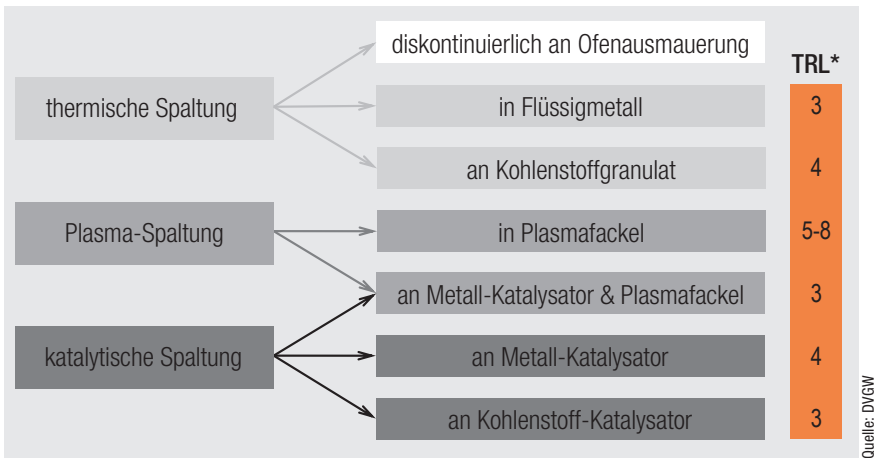 diskontinuierlich an Ofenausmauerung
TRL*
thermische Spaltung
in Flüssigmetall
3
an Kohlenstoffgranulat
4
Plasma-Spaltung
in Plasmafackel
5-8
an Metall-Katalysator & Plasmafackel
3
katalytische Spaltung
an Metall-Katalysator
4
an Kohlenstoff-Katalysator
3
Quelle: DVGW